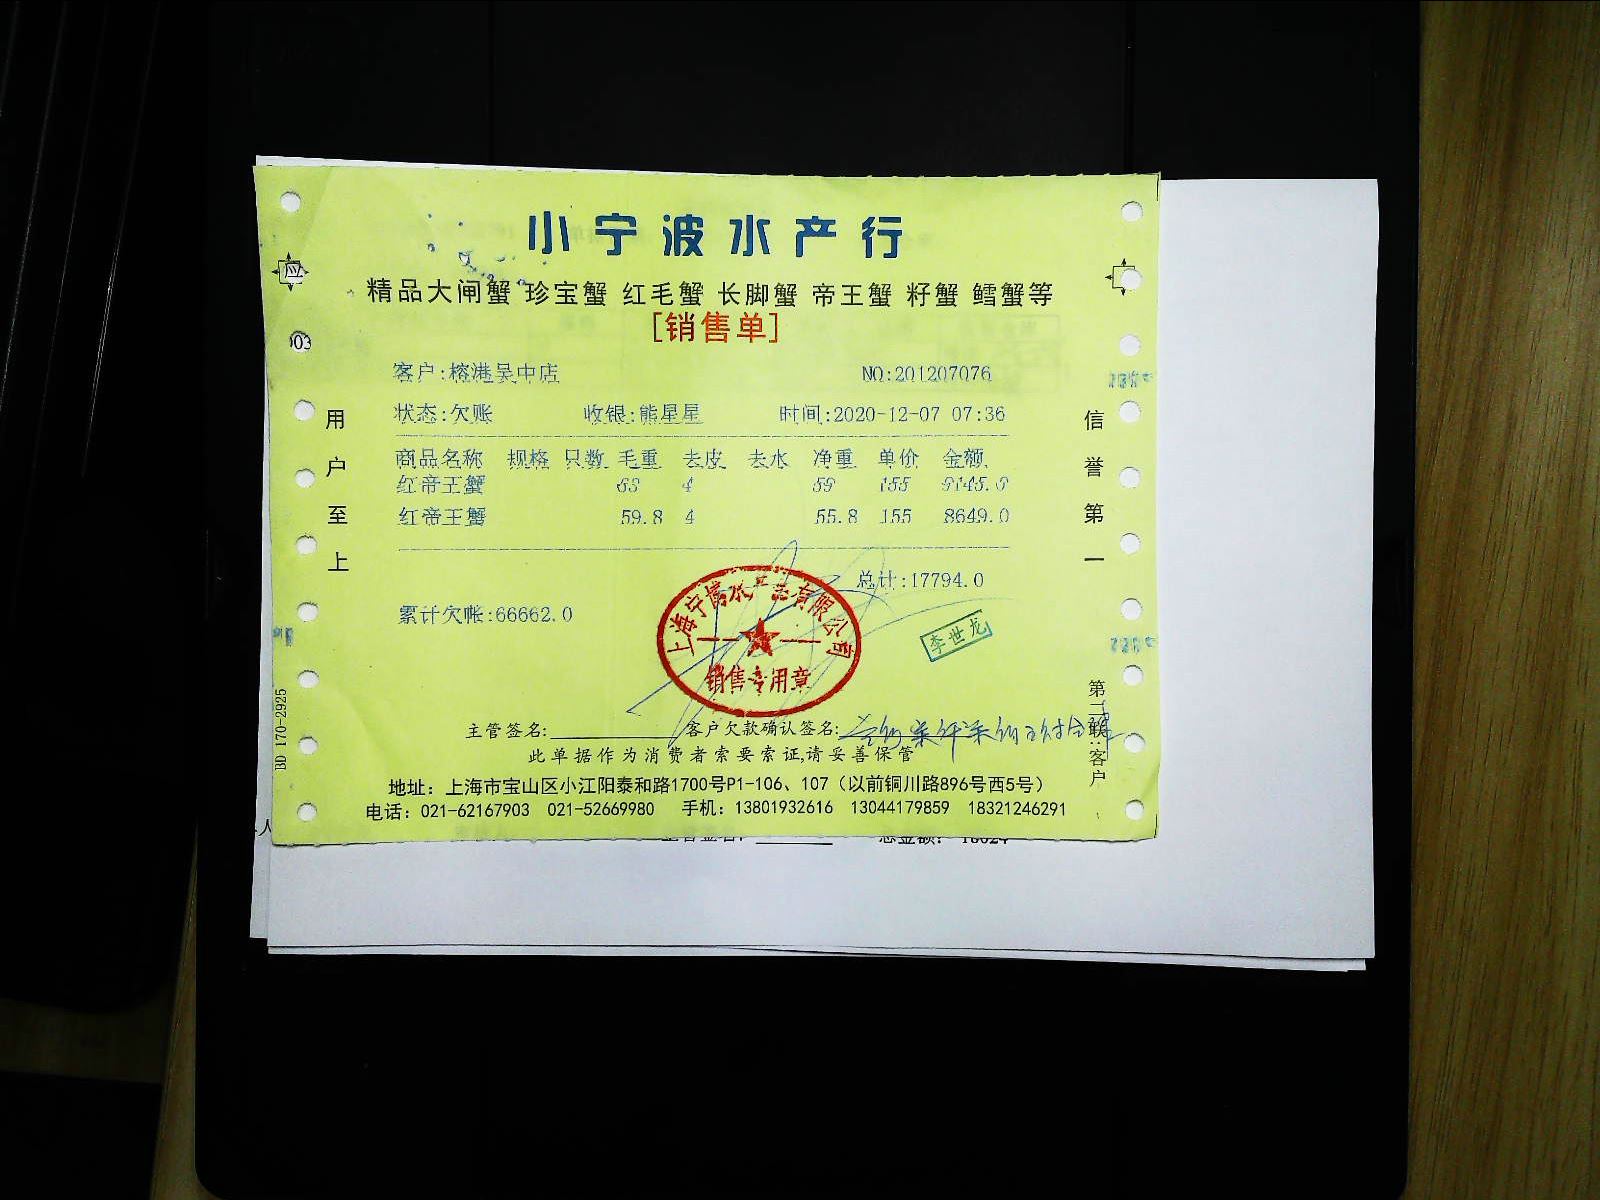 小宁波水产行
精品大闸蟹 珍宝蟹 红毛蟹 长脚蟹 帝王蟹 籽蟹 鳕蟹等
[销售单]
客户:榕港吴中店 NO:201207076
状态:欠账 收银:熊星星 时间:2020-12-07 07:36
商品名称 规格 只数 毛重 去皮 去水 净重 单价 金额
红帝王蟹 63 4 59 155 9145.0
红帝王蟹 59.8 4 55.8 155 8649.0
总计:17794.0
累计欠帐:66662.0
用户至上
信誉第一
应
03
上海宁 水产品有限公司
销售专用章
李世龙
主管签名: 客户欠款确认签名:
此单据作为消费者索要索证,请妥善保管
地址：上海市宝山区小江阳泰和路1700号P1-106、107（以前铜川路896号西5号）
电话：021-62167903 021-52669980 手机：13801932616 13044179859 18321246291
BD 170-2925
第二联:客户
人
主管签名: 总金额: 18024